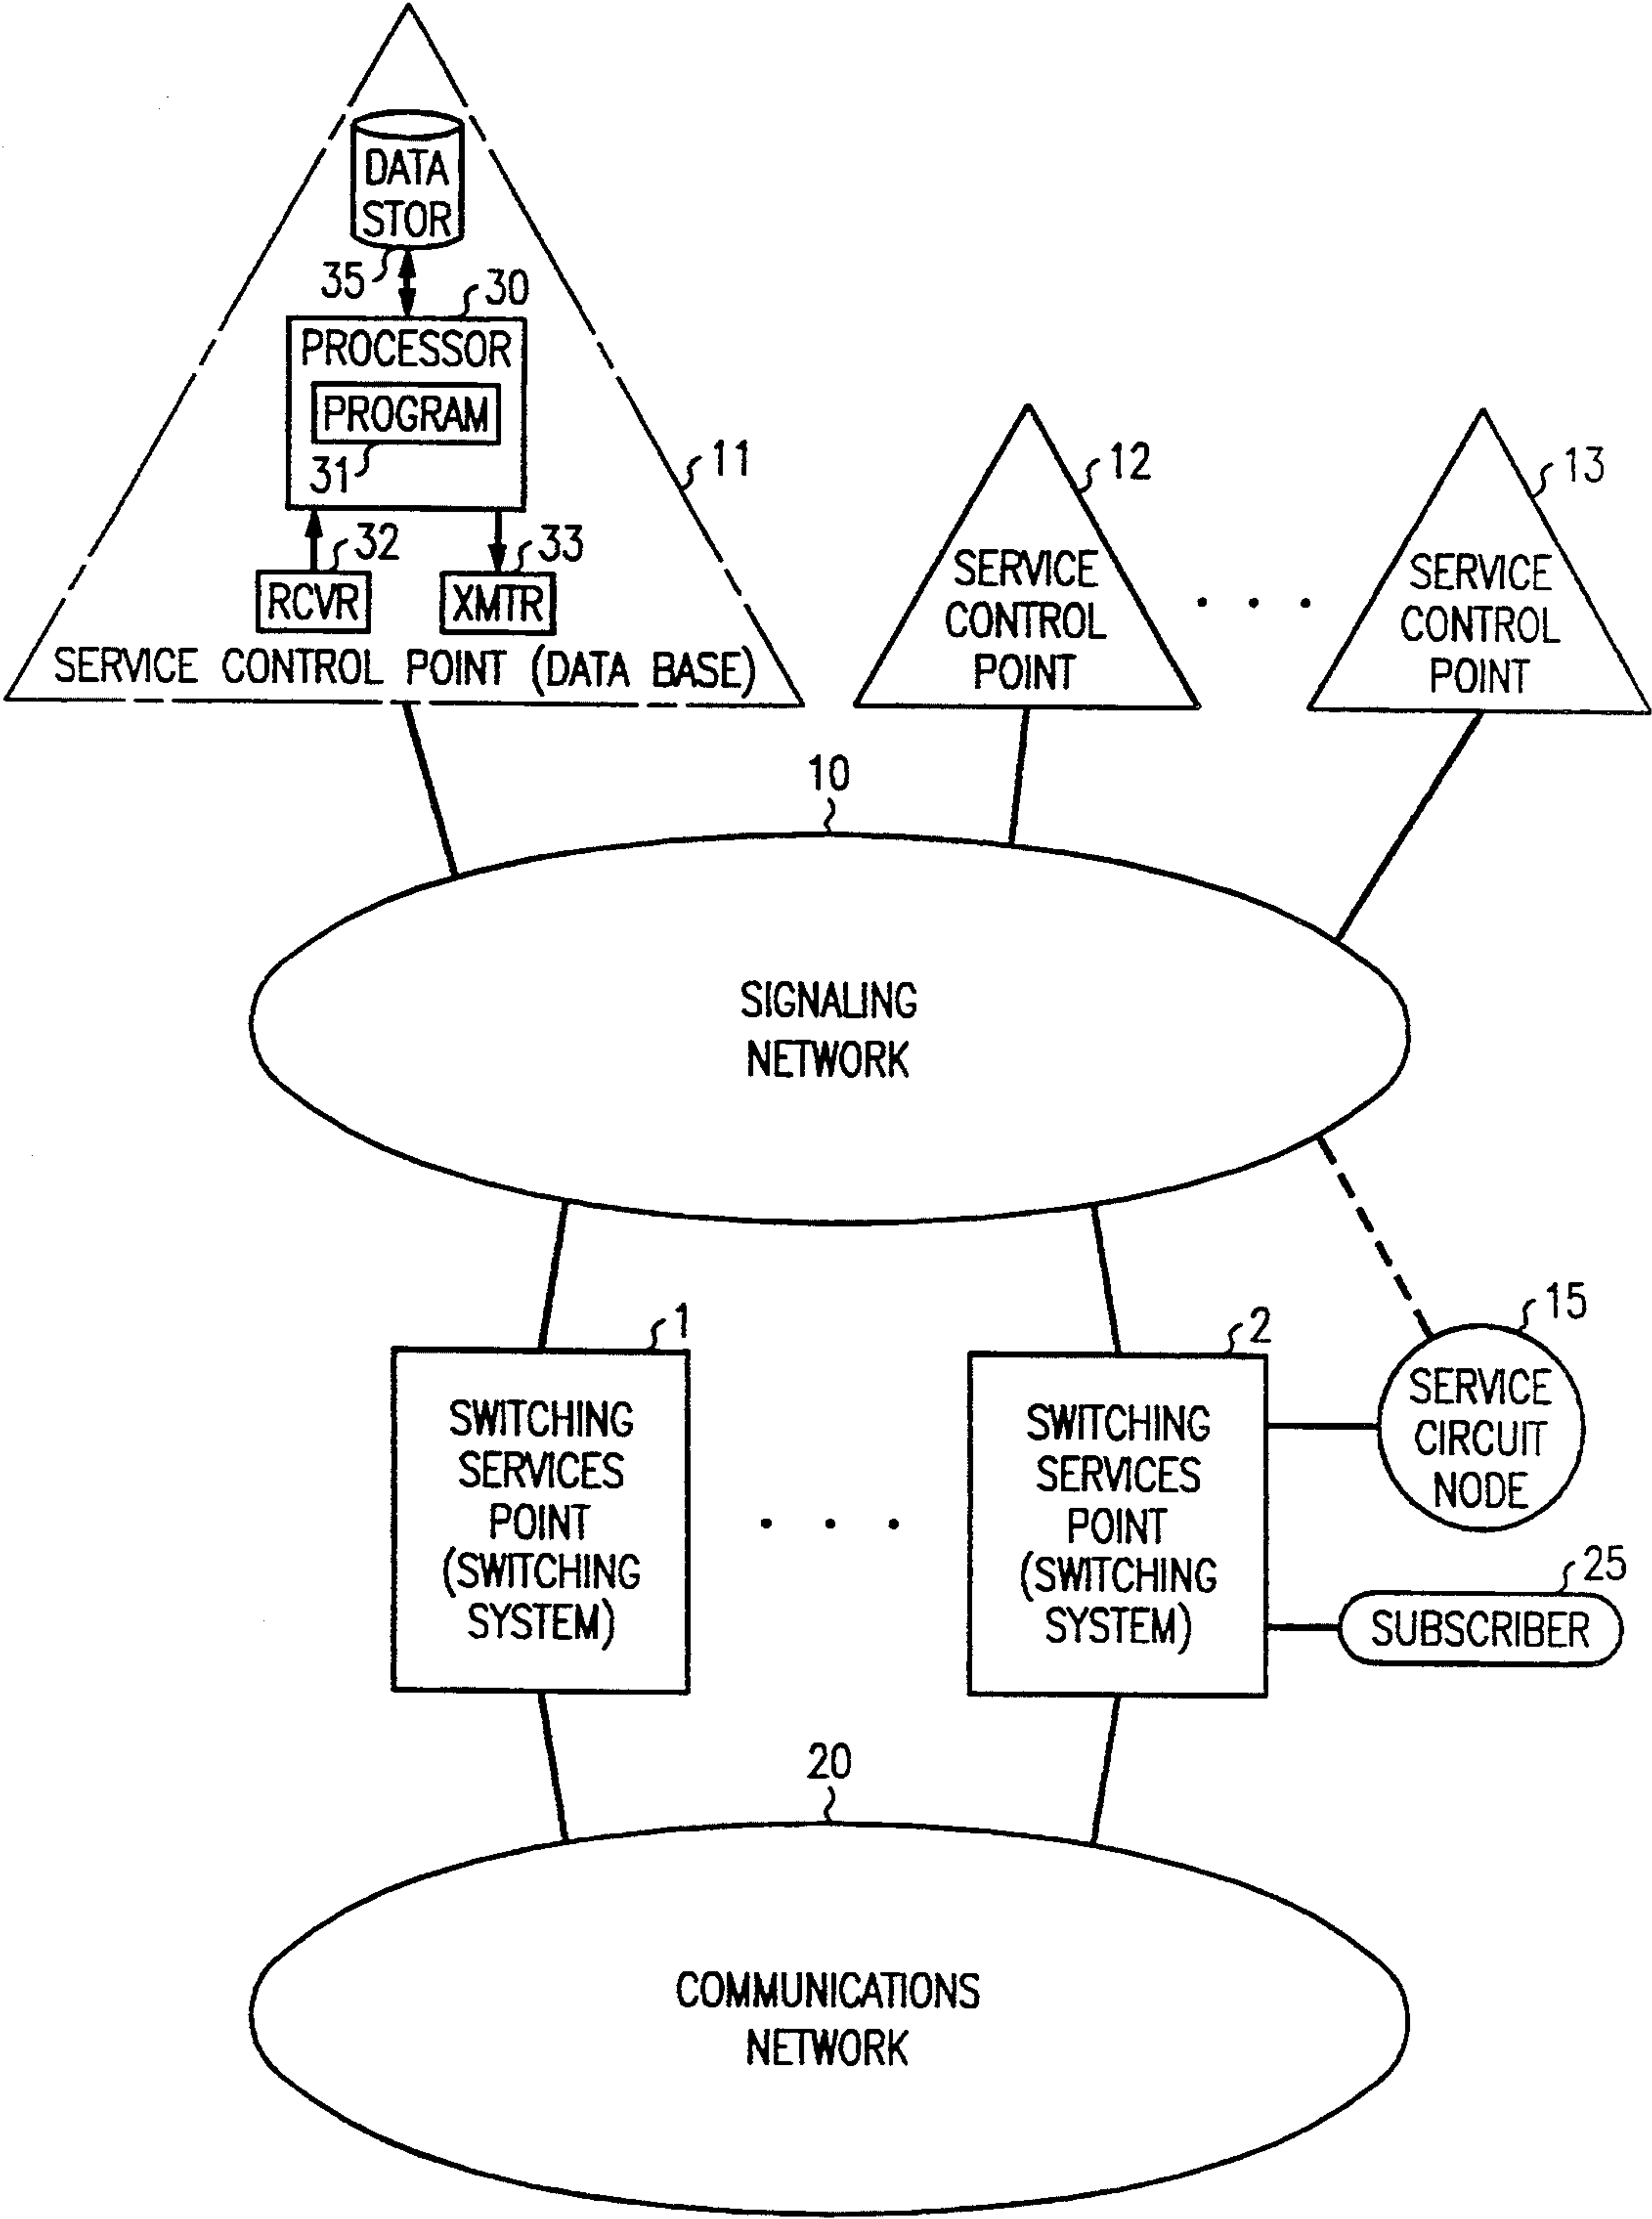 DATA
STOR
35
30
PROCESSOR
PROGRAM
31
11
32
33
RCVR
XMTR
SERVICE CONTROL POINT (DATA BASE)
12
SERVICE
CONTROL
POINT
. . .
13
SERVICE
CONTROL
POINT
10
SIGNALING
NETWORK
1
SWITCHING
SERVICES
POINT
(SWITCHING
SYSTEM)
. . .
2
SWITCHING
SERVICES
POINT
(SWITCHING
SYSTEM)
15
SERVICE
CIRCUIT
NODE
25
SUBSCRIBER
20
COMMUNICATIONS
NETWORK